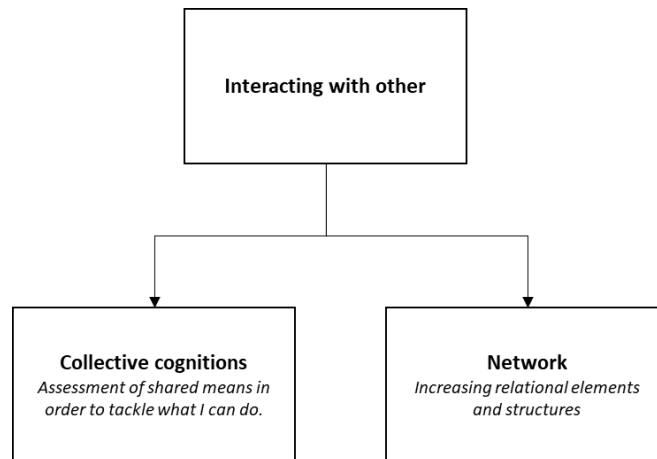 Interacting with other
Collective cognitions
Assessment of shared means in
order to tackle what I can do.
Network
Increasing relational elements
and structures